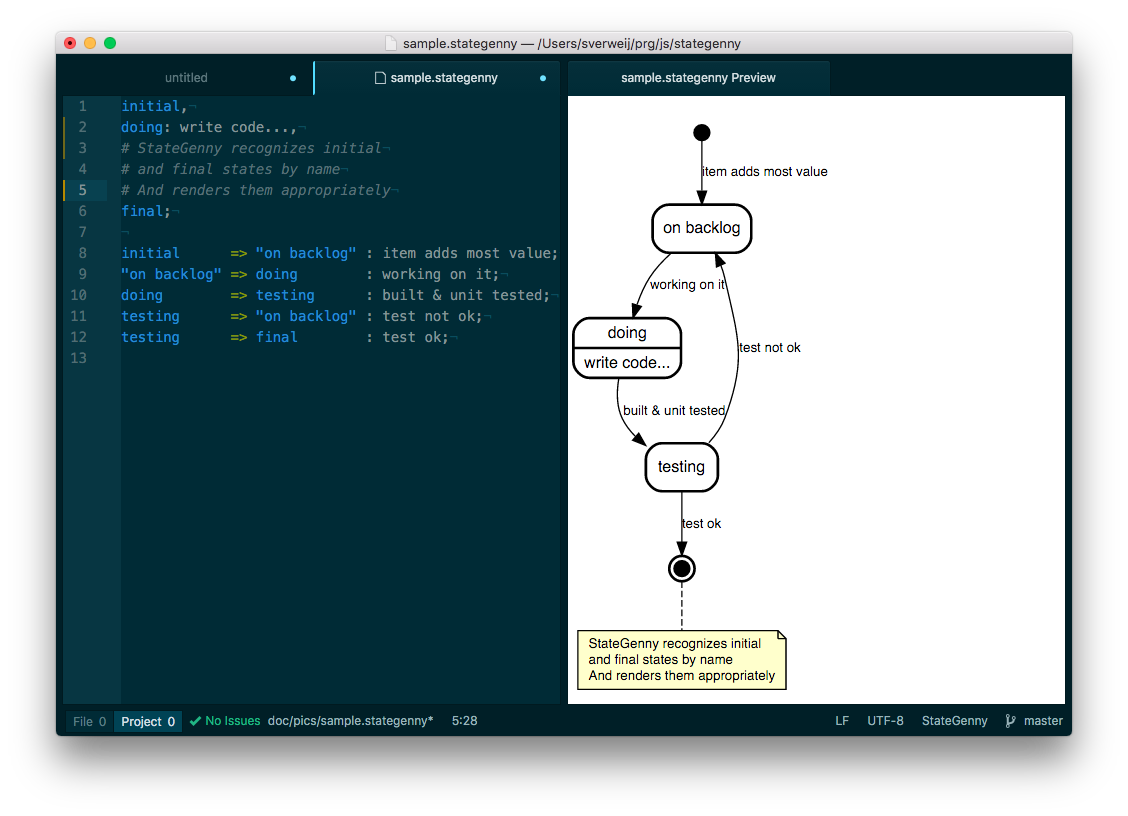 sample.stategenny — /Users/sverweij/prg/js/stategenny
untitled
sample.stategenny
sample.stategenny Preview
1 initial,¬
2 doing: write code...,¬
3 # StateGenny recognizes initial¬
4 # and final states by name¬
5 # And renders them appropriately¬
6 final;¬
7 ¬
8 initial => "on backlog" : item adds most value;
9 "on backlog" => doing : working on it;¬
10 doing => testing : built & unit tested;¬
11 testing => "on backlog" : test not ok;¬
12 testing => final : test ok;¬
13
item adds most value
on backlog
working on it
doing
write code...
test not ok
built & unit tested
testing
test ok
StateGenny recognizes initial
and final states by name
And renders them appropriately
File 0 Project 0 No Issues doc/pics/sample.stategenny* 5:28 LF UTF-8 StateGenny master